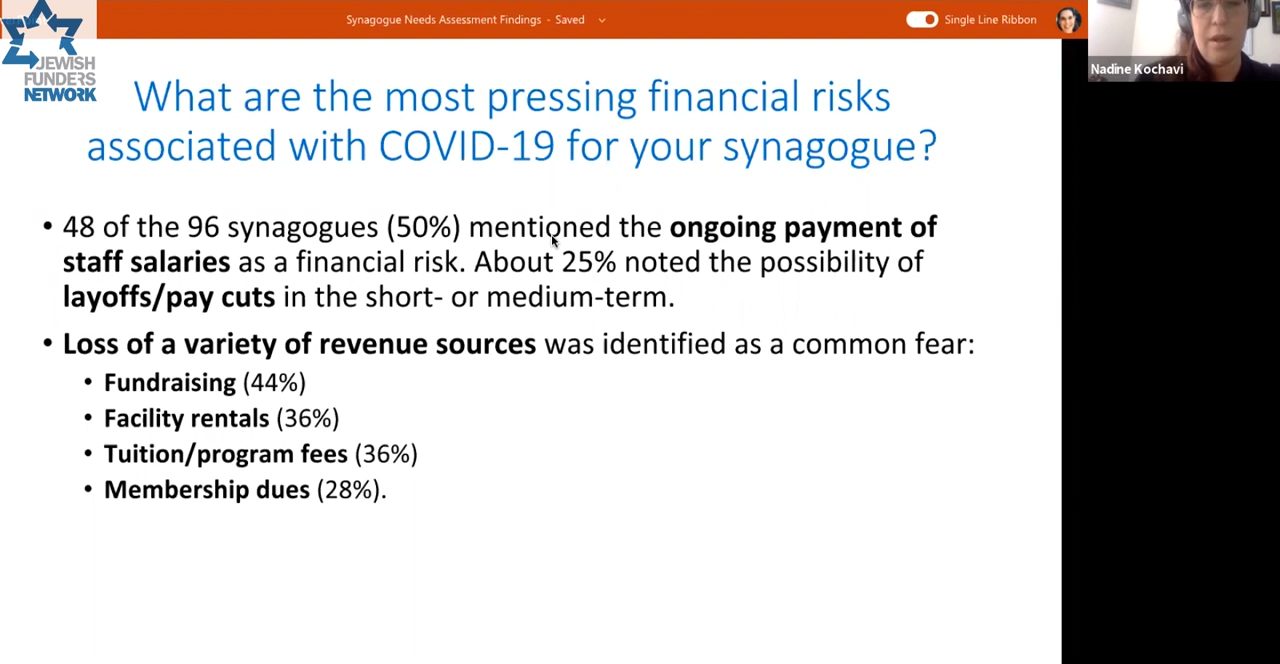 Synagogue Needs Assessment Findings - Saved
Single Line Ribbon
JEWISH
FUNDERS
NETWORK
Nadine Kochavi
What are the most pressing financial risks
associated with COVID-19 for your synagogue?
• 48 of the 96 synagogues (50%) mentioned the ongoing payment of
staff salaries as a financial risk. About 25% noted the possibility of
layoffs/pay cuts in the short- or medium-term.
• Loss of a variety of revenue sources was identified as a common fear:
• Fundraising (44%)
• Facility rentals (36%)
• Tuition/program fees (36%)
• Membership dues (28%).